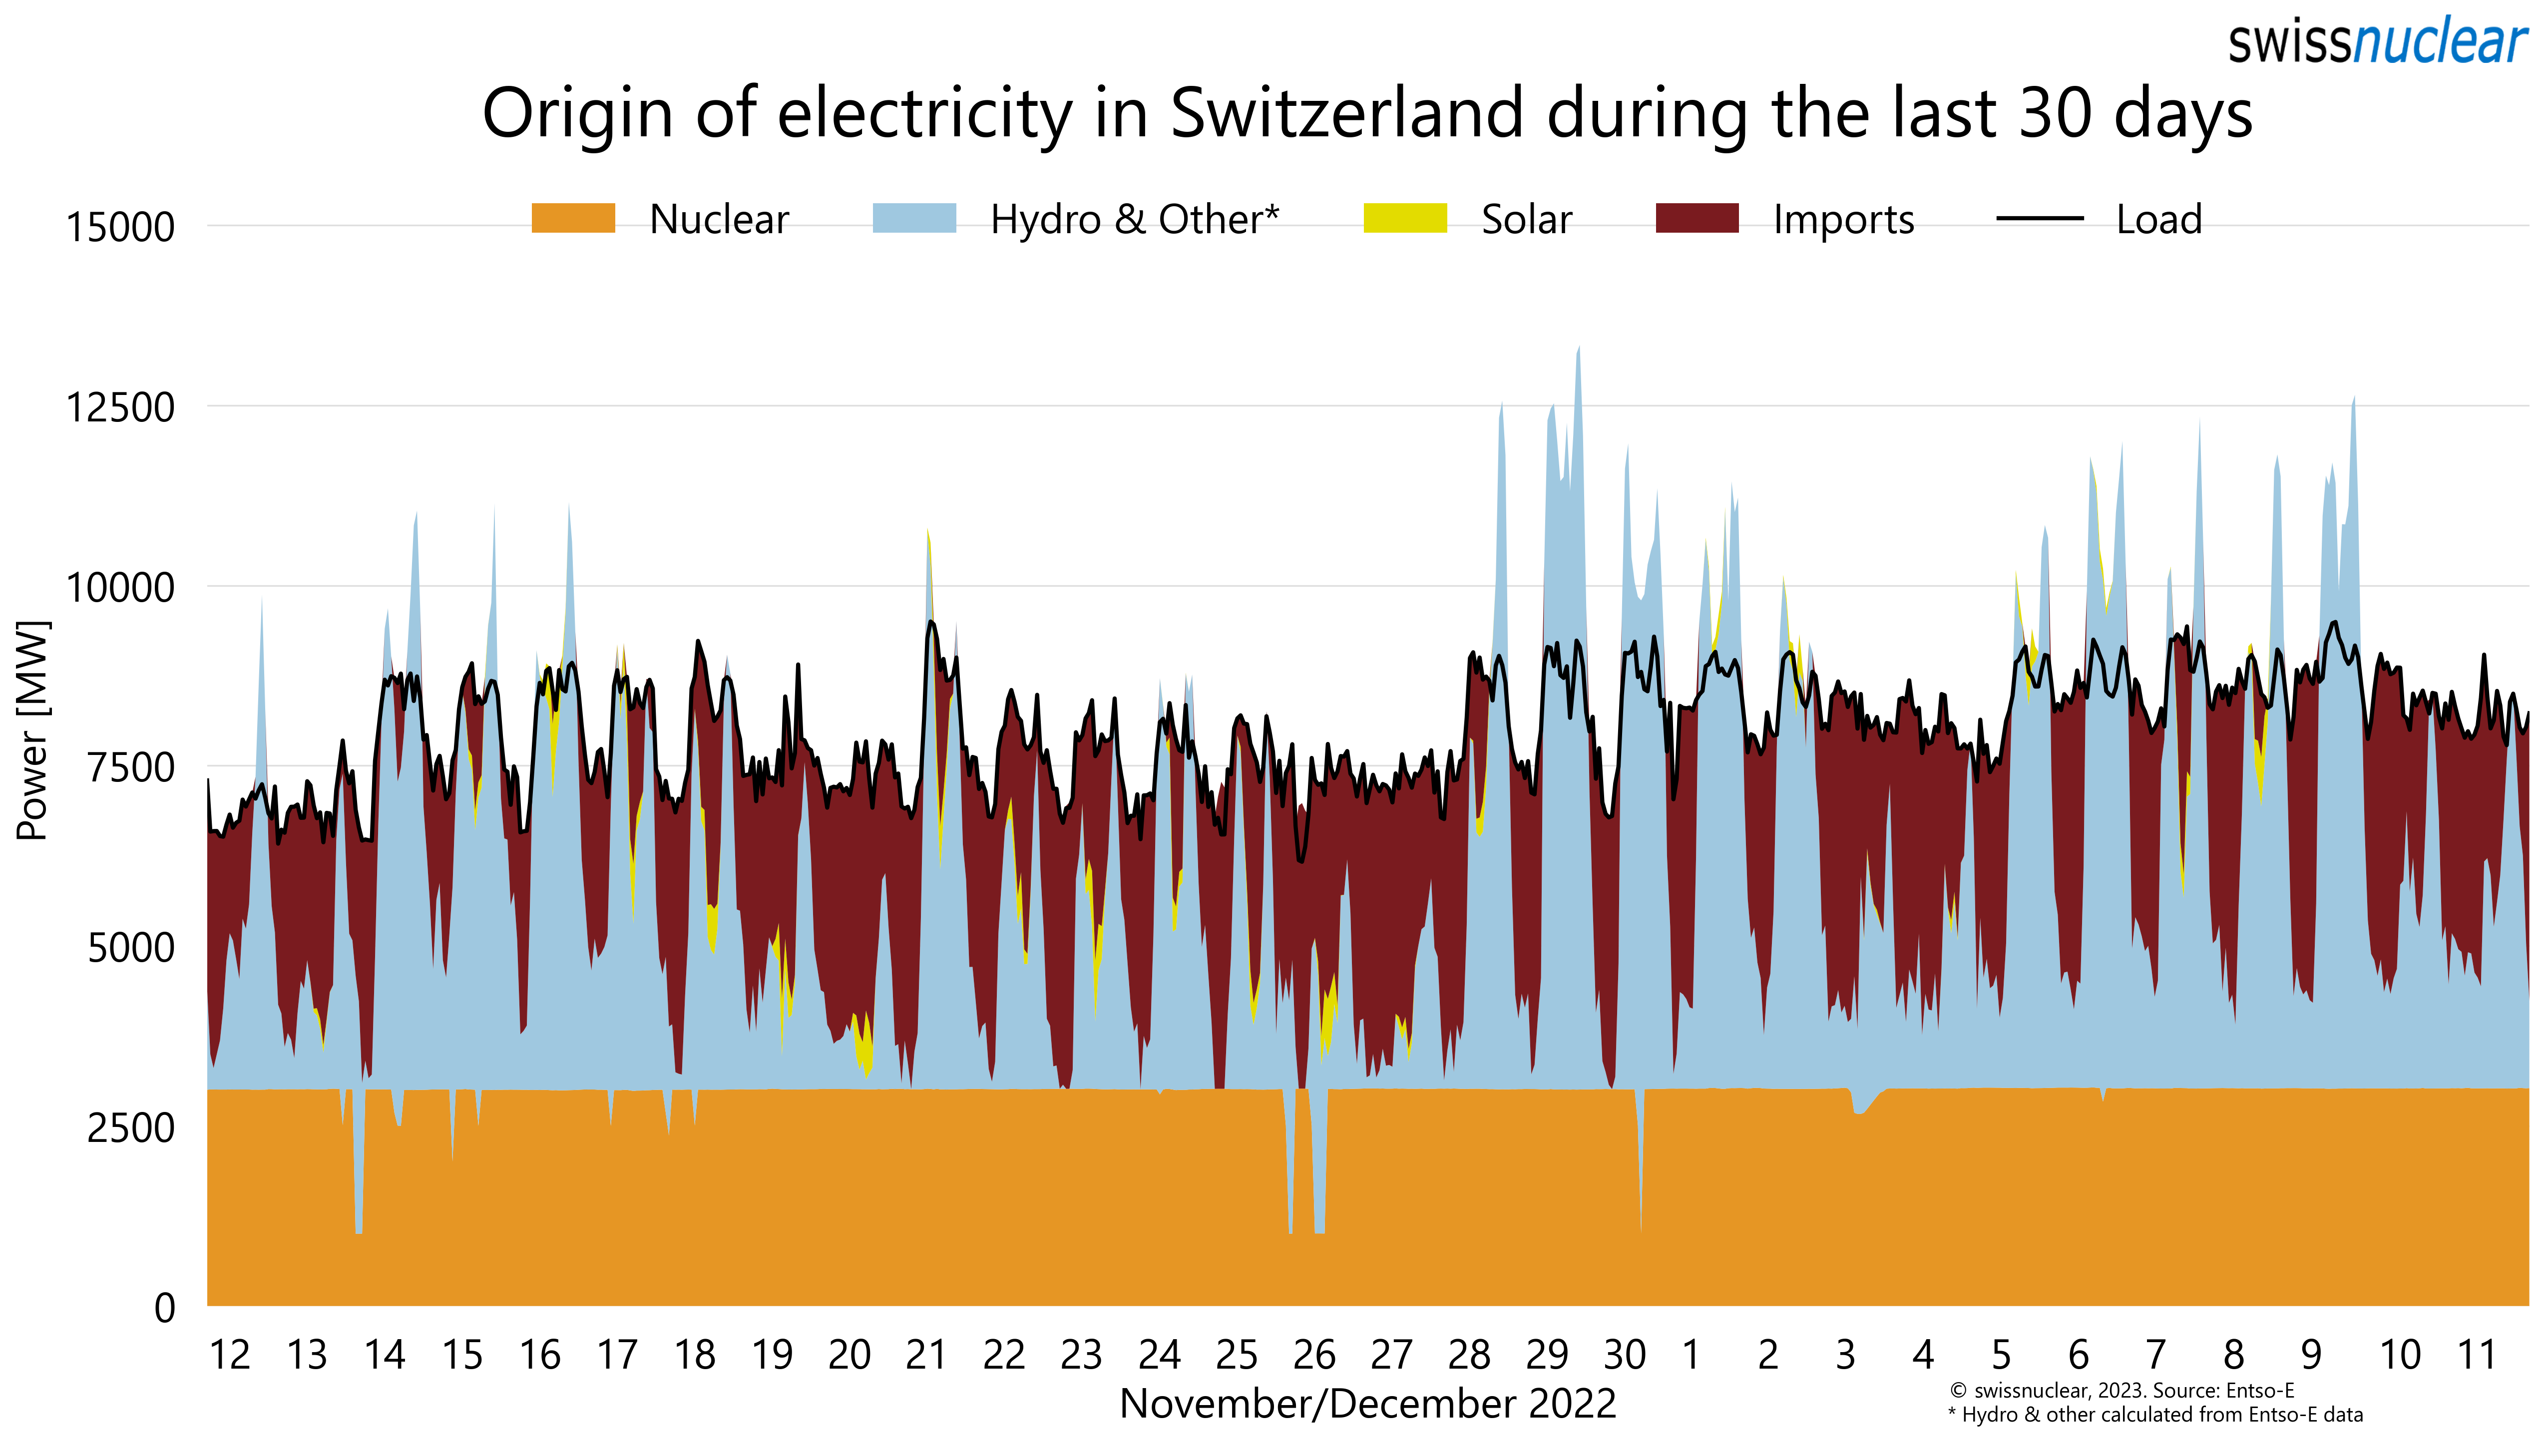 swissnuclear
Origin of electricity in Switzerland during the last 30 days
Nuclear Hydro & Other* Solar Imports Load
15000
12500
10000
7500
5000
2500
0
Power [MW]
12 13 14 15 16 17 18 19 20 21 22 23 24 25 26 27 28 29 30 1 2 3 4 5 6 7 8 9 10 11
November/December 2022
© swissnuclear, 2023. Source: Entso-E
* Hydro & other calculated from Entso-E data